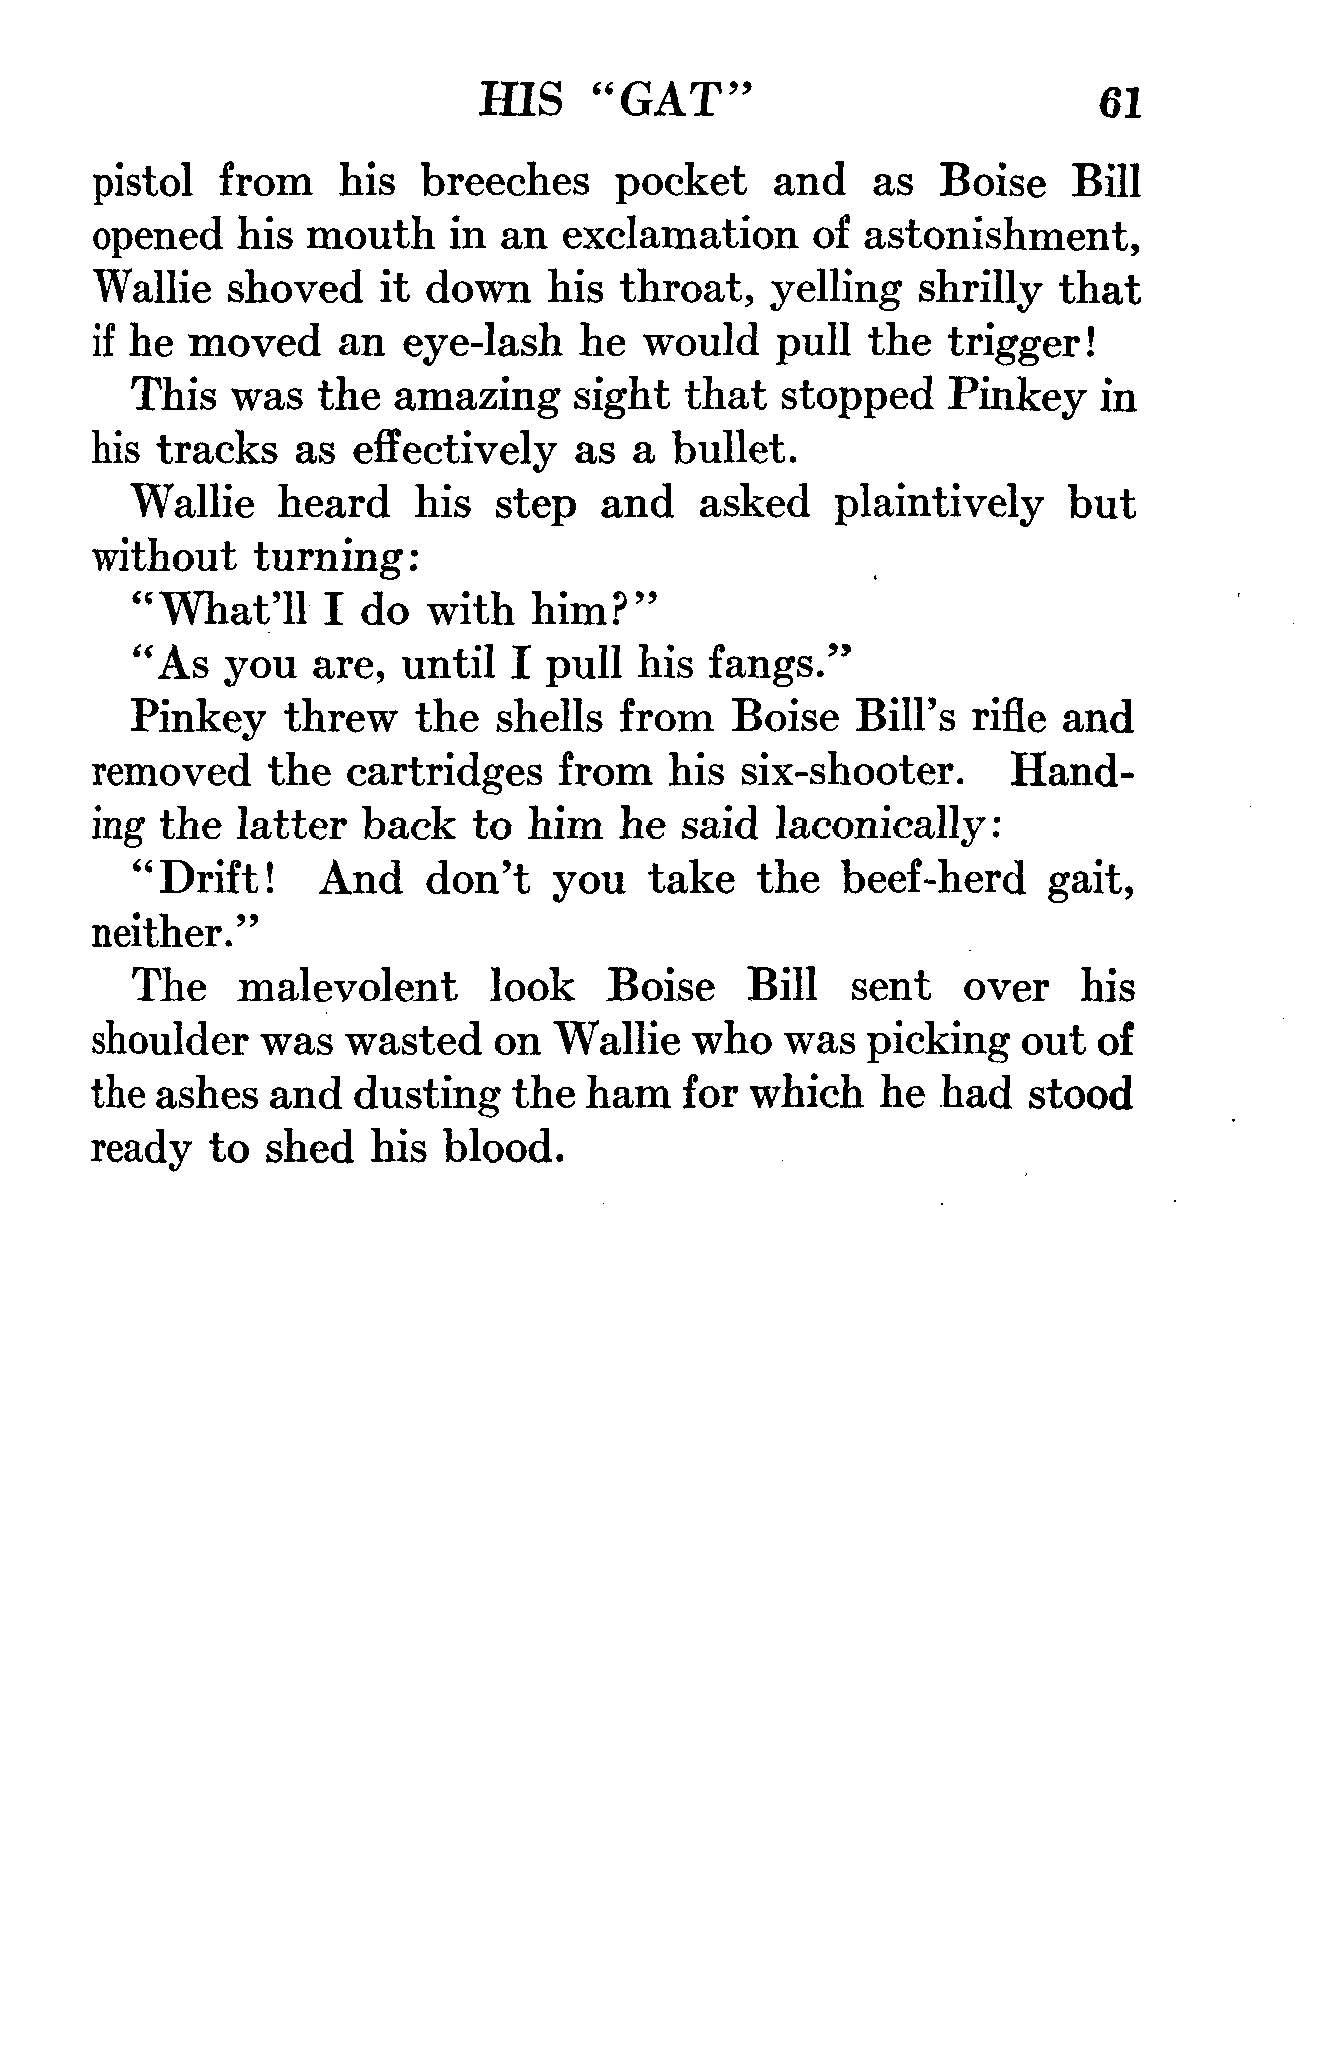 HIS “GAT” 61
pistol from his breeches pocket and as Boise Bill
opened his mouth in an exclamation of astonishment,
Wallie shoved it down his throat, yelling shrilly that
if he moved an eye-lash he would pull the trigger!
This was the amazing sight that stopped Pinkey in
his tracks as effectively as a bullet.
Wallie heard his step and asked plaintively but
without turning:
“What’ll I do with him?”
“As you are, until I pull his fangs.”
Pinkey threw the shells from Boise Bill’s rifle and
removed the cartridges from his six-shooter. Hand-
ing the latter back to him he said laconically:
“Drift! And don’t you take the beef-herd gait,
neither.”
The malevolent look Boise Bill sent over his
shoulder was wasted on Wallie who was picking out of
the ashes and dusting the ham for which he had stood
ready to shed his blood.